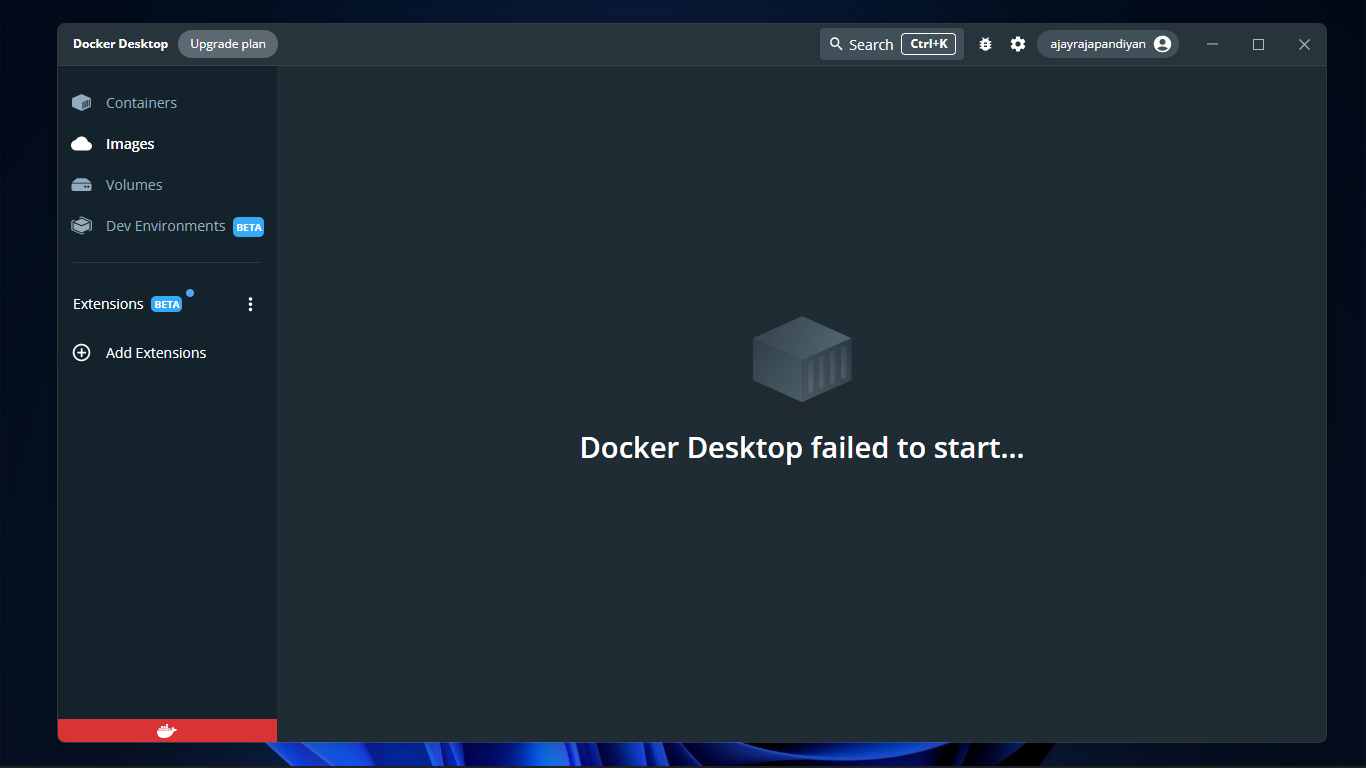 Docker Desktop Upgrade plan Search Ctrl+K ajayrajapandiyan
Containers
Images
Volumes
Dev Environments BETA
Extensions BETA
Add Extensions
Docker Desktop failed to start...